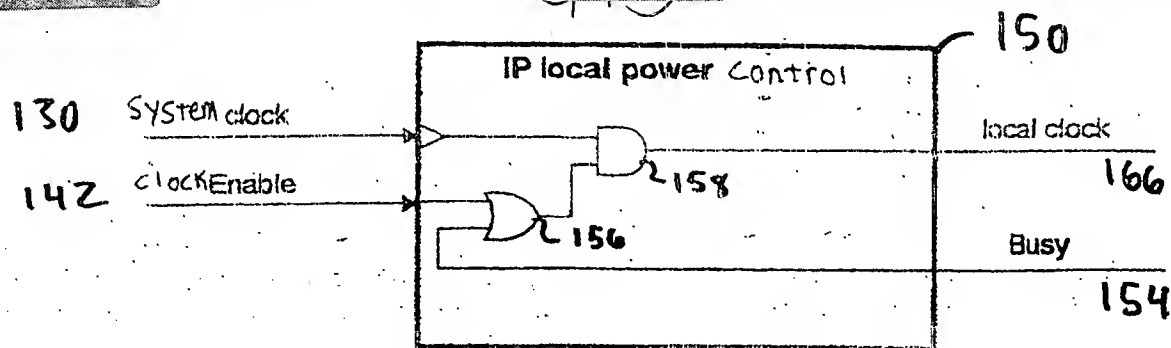 150
IP local power control
130 System clock
local clock
166
142 clockEnable
158
156
Busy
154